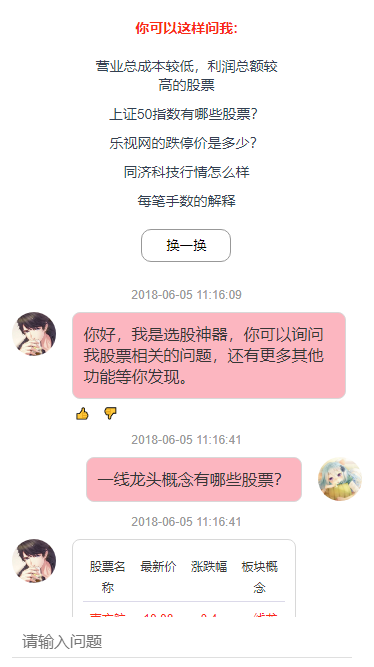 你可以这样问我:
营业总成本较低，利润总额较
高的股票
上证50指数有哪些股票?
乐视网的跌停价是多少?
同济科技行情怎么样
每笔手数的解释
换一换
2018-06-05 11:16:09
你好，我是选股神器，你可以询问
我股票相关的问题，还有更多其他
功能等你发现。
2018-06-05 11:16:41
一线龙头概念有哪些股票?
2018-06-05 11:16:41
股票名 最新价 涨跌幅 板块概
称 念
请输入问题